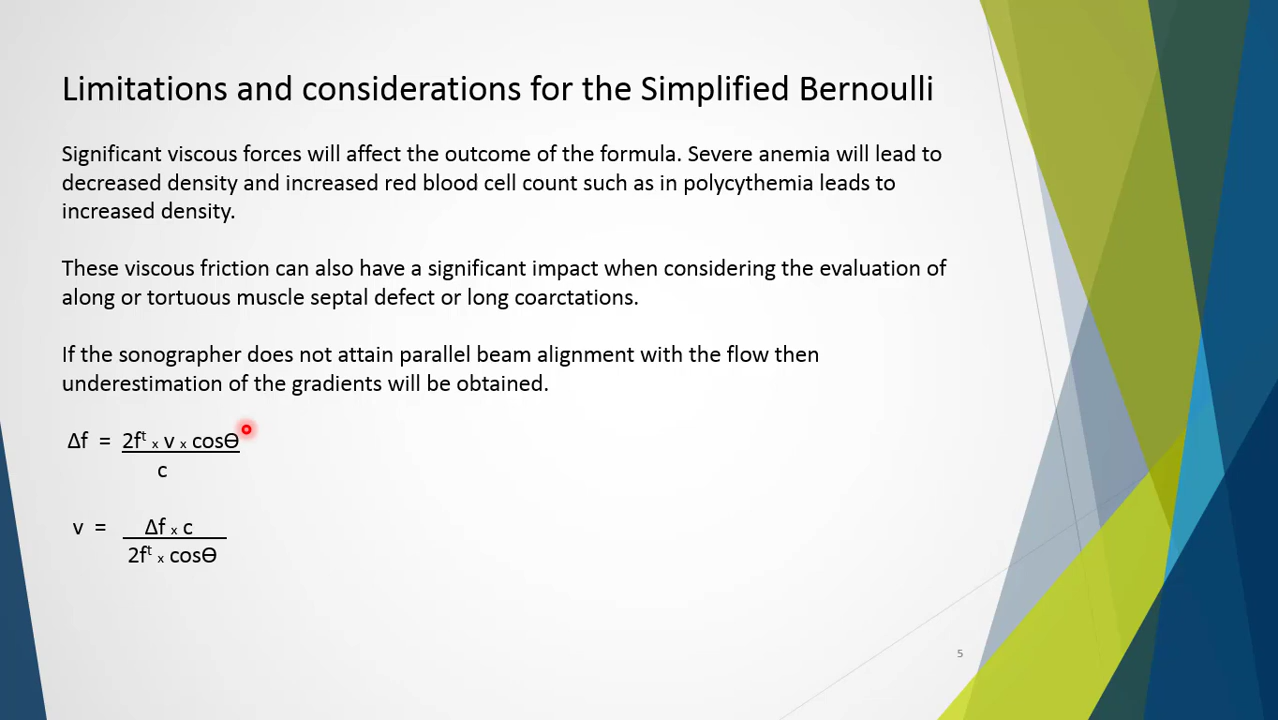 Limitations and considerations for the Simplified Bernoulli
Significant viscous forces will affect the outcome of the formula. Severe anemia will lead to
decreased density and increased red blood cell count such as in polycythemia leads to
increased density.
These viscous friction can also have a significant impact when considering the evaluation of
along or tortuous muscle septal defect or long coarctations.
If the sonographer does not attain parallel beam alignment with the flow then
underestimation of the gradients will be obtained.
Δf = 2fᵗ x v x cosϴ
c
v = Δf x c
2fᵗ x cosϴ
5